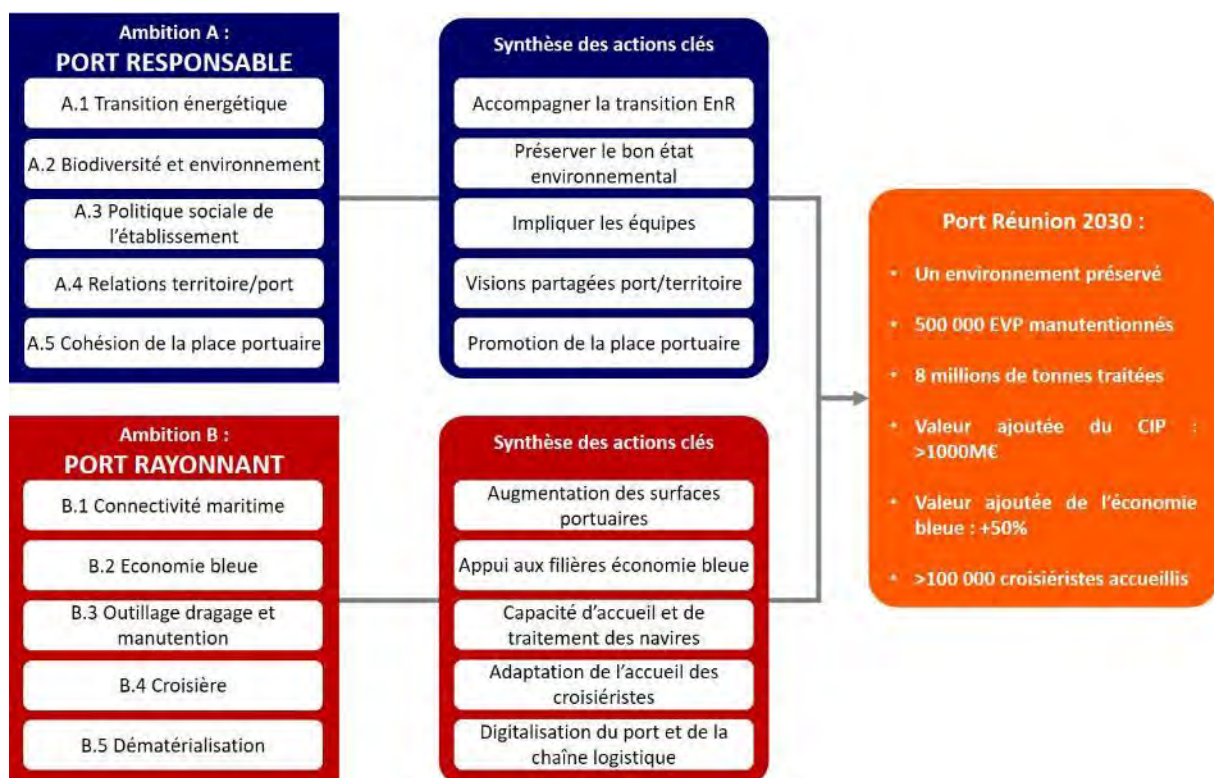 Ambition A :
PORT RESPONSABLE
A.1 Transition énergétique
A.2 Biodiversité et environnement
A.3 Politique sociale de
l'établissement
A.4 Relations territoire/port
A.5 Cohésion de la place portuaire
Synthèse des actions clés
Accompagner la transition EnR
Préserver le bon état
environnemental
Impliquer les équipes
Visions partagées port/territoire
Promotion de la place portuaire
Ambition B :
PORT RAYONNANT
B.1 Connectivité maritime
B.2 Economie bleue
B.3 Outillage dragage et
manutention
B.4 Croisière
B.5 Dématérialisation
Synthèse des actions clés
Augmentation des surfaces
portuaires
Appui aux filières économie bleue
Capacité d'accueil et de
traitement des navires
Adaptation de l'accueil des
croisiéristes
Digitalisation du port et de la
chaîne logistique
Port Réunion 2030 :
• Un environnement préservé
• 500 000 EVP manutentionnés
• 8 millions de tonnes traitées
• Valeur ajoutée du CIP :
>1000M€
• Valeur ajoutée de l'économie
bleue : +50%
• >100 000 croisiéristes accueillis